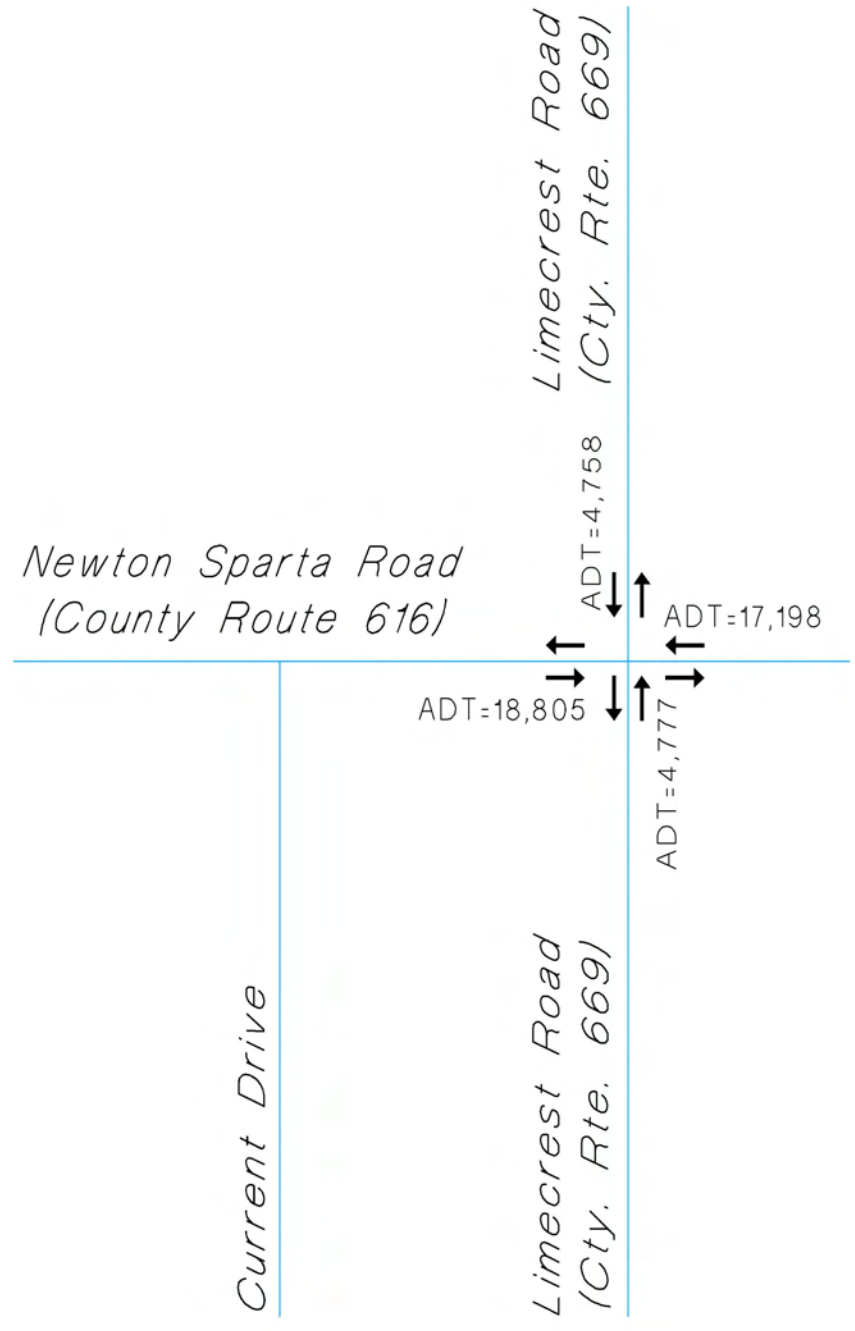 Limecrest Road
(Cty. Rte. 669)
ADT=4,758
Newton Sparta Road
(County Route 616)
ADT=17,198
ADT=18,805
ADT=4,777
Current Drive
Limecrest Road
(Cty. Rte. 669)